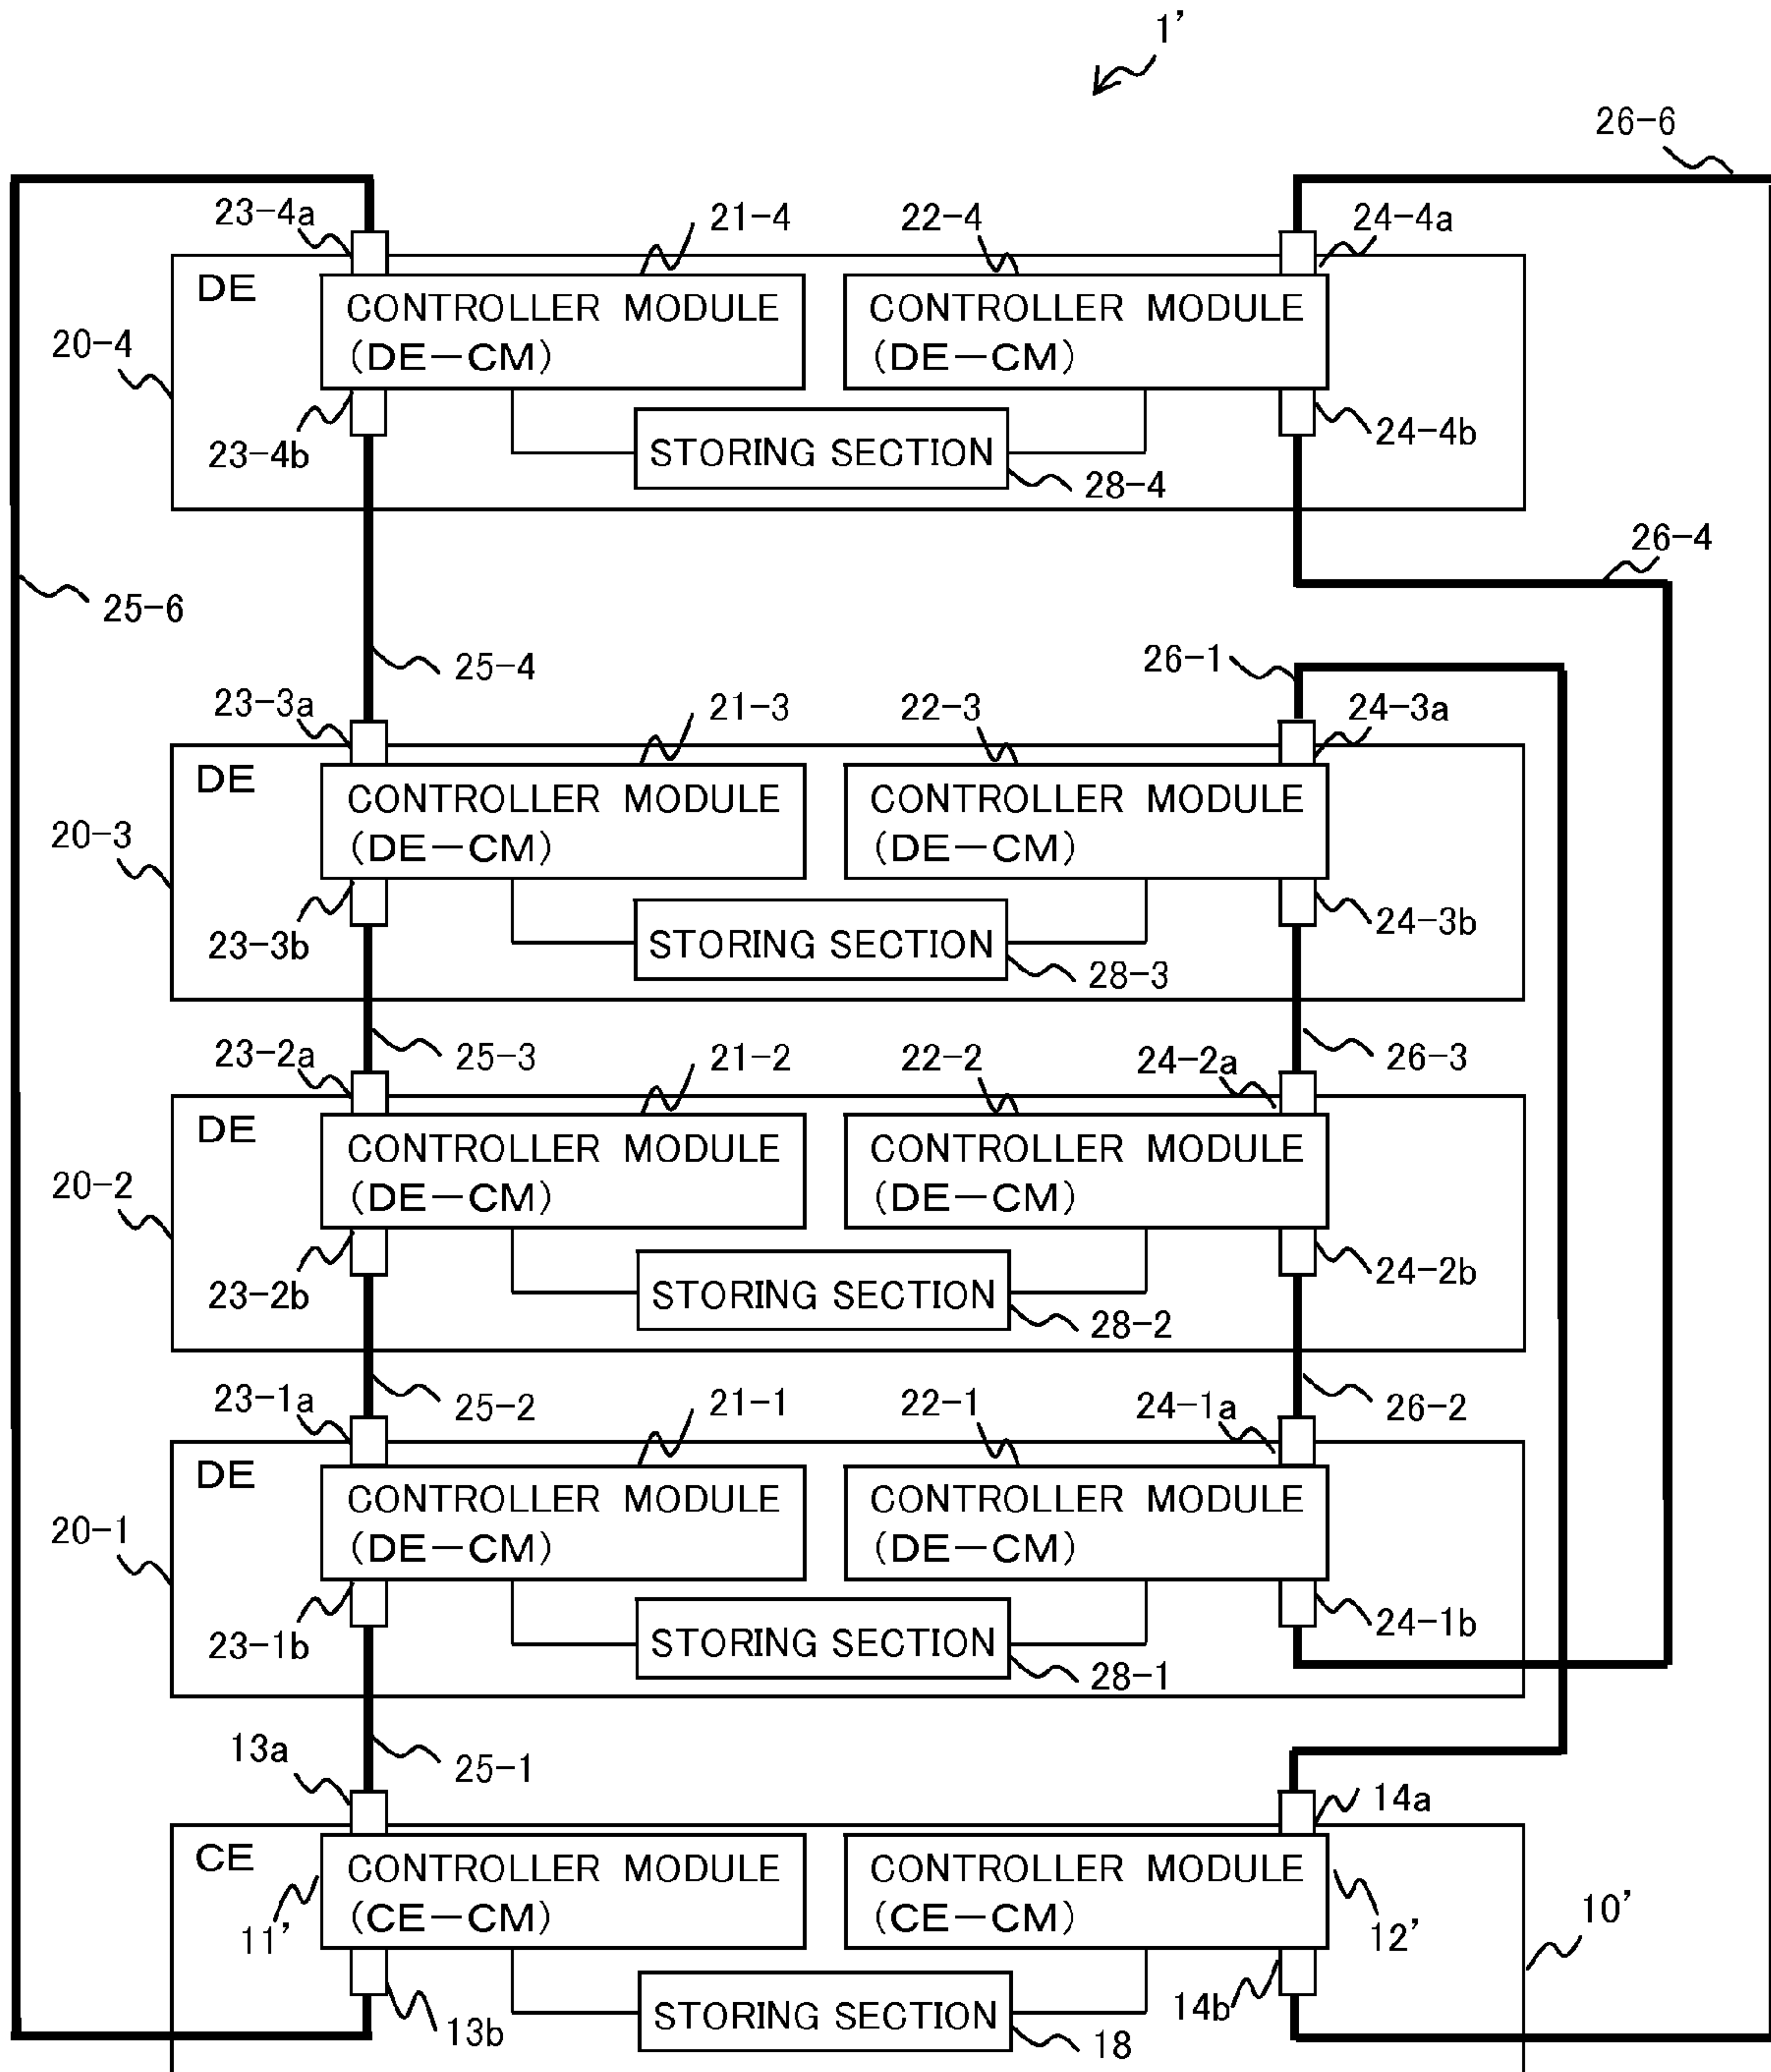 1'
26-6
23-4a 21-4 22-4 24-4a
DE
CONTROLLER MODULE
(DE-CM)
CONTROLLER MODULE
(DE-CM)
20-4
23-4b
STORING SECTION
24-4b
28-4
26-4
25-6
25-4
26-1
23-3a 21-3 22-3 24-3a
DE
CONTROLLER MODULE
(DE-CM)
CONTROLLER MODULE
(DE-CM)
20-3
23-3b
STORING SECTION
24-3b
28-3
23-2a 25-3 21-2 22-2 24-2a 26-3
DE
CONTROLLER MODULE
(DE-CM)
CONTROLLER MODULE
(DE-CM)
20-2
23-2b
STORING SECTION
24-2b
28-2
23-1a 25-2 21-1 22-1 24-1a 26-2
DE
CONTROLLER MODULE
(DE-CM)
CONTROLLER MODULE
(DE-CM)
20-1
23-1b
STORING SECTION
24-1b
28-1
13a
25-1
14a
CE
CONTROLLER MODULE
(CE-CM)
CONTROLLER MODULE
(CE-CM)
11'
12'
10'
13b
STORING SECTION
14b
18